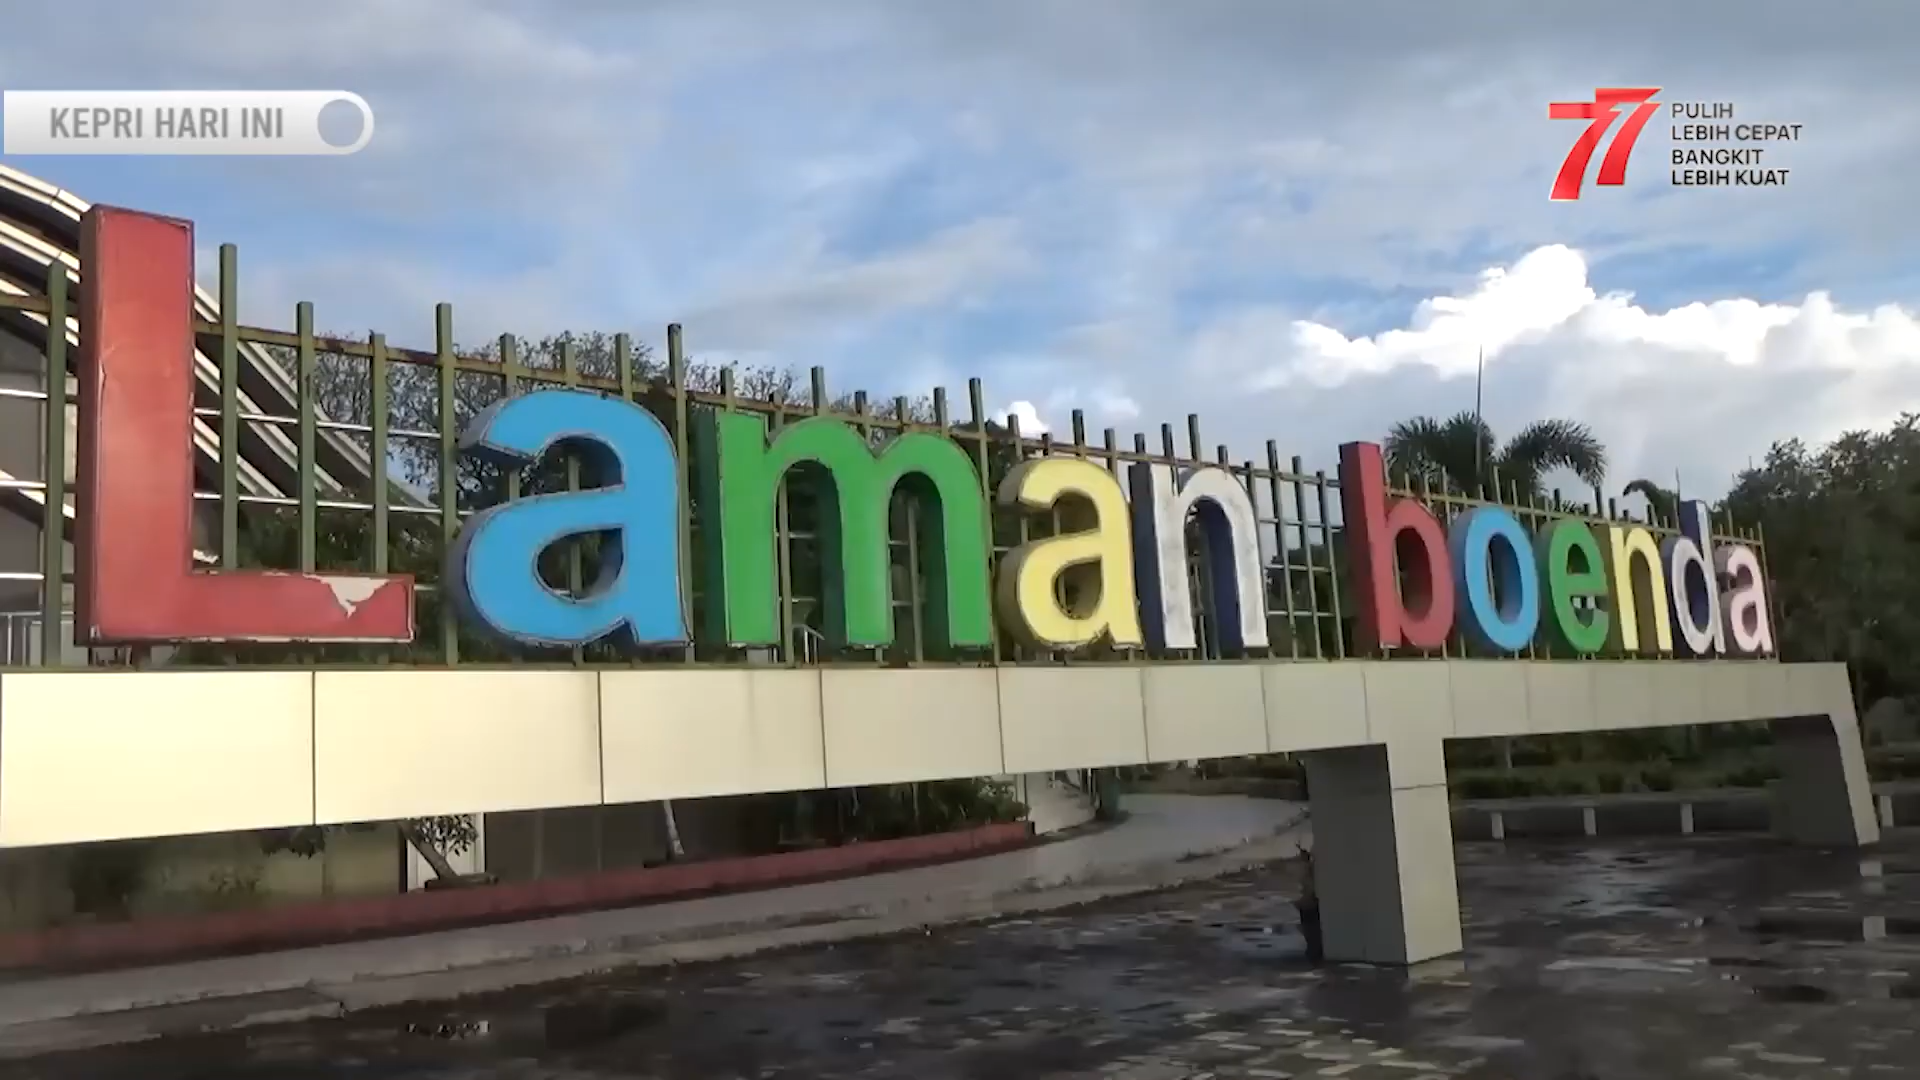 KEPRI HARI INI
77
PULIH
LEBIH CEPAT
BANGKIT
LEBIH KUAT
Laman boenda